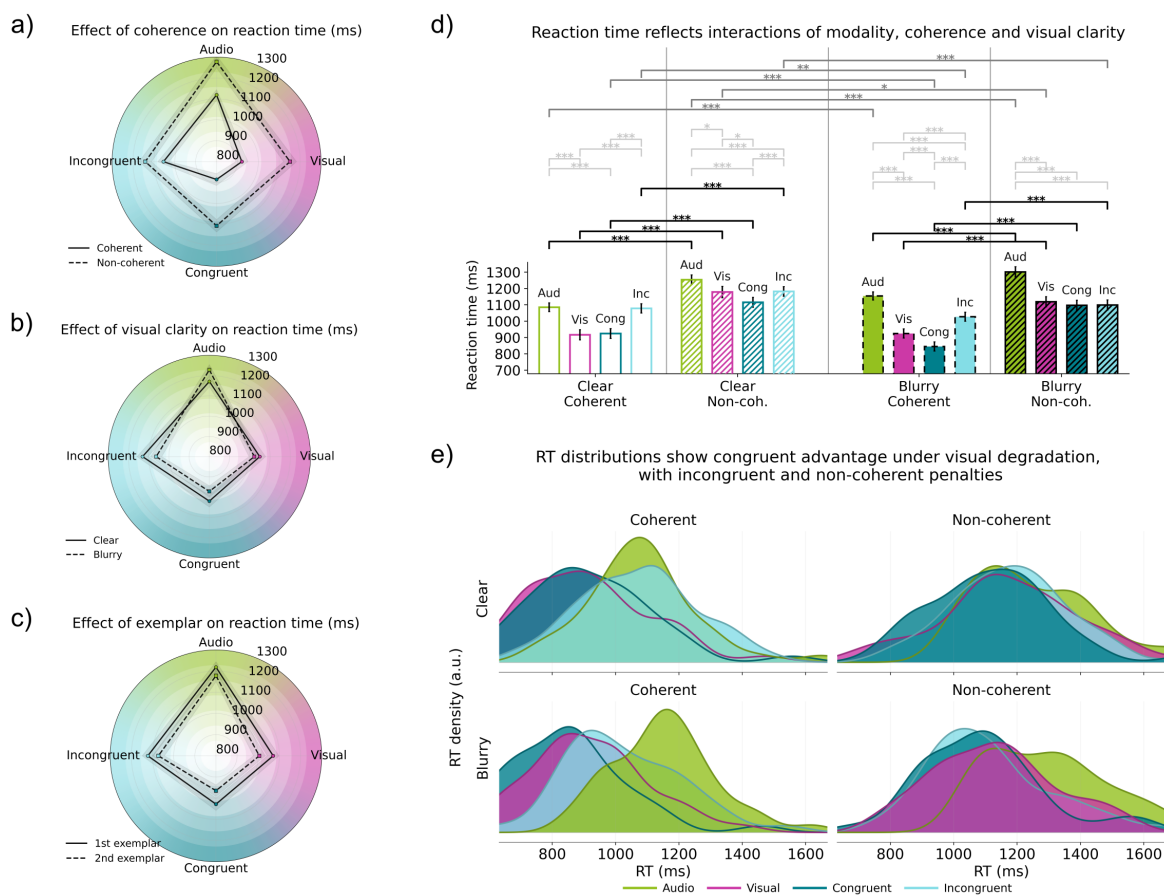 a)
Effect of coherence on reaction time (ms)
Audio
1300
1200
1100
1000
900
800
Incongruent
Visual
Congruent
Coherent
Non-coherent
b)
Effect of visual clarity on reaction time (ms)
Audio
1300
1200
1100
1000
900
800
Incongruent
Visual
Congruent
Clear
Blurry
c)
Effect of exemplar on reaction time (ms)
Audio
1300
1200
1100
1000
900
800
Incongruent
Visual
Congruent
1st exemplar
2nd exemplar
d)
Reaction time reflects interactions of modality, coherence and visual clarity
***
**
***
*
***
***
* ***
*** * ***
*** *** ***
*** *** *** ***
*** *** *** ***
*** *** ***
*** ***
*** ***
*** *** ***
*** *** ***
Reaction time (ms)
1300
1200
1100
1000
900
800
700
Aud Vis Cong Inc
Aud Vis Cong Inc
Aud Vis Cong Inc
Aud Vis Cong Inc
Clear
Coherent
Clear
Non-coh.
Blurry
Coherent
Blurry
Non-coh.
e)
RT distributions show congruent advantage under visual degradation,
with incongruent and non-coherent penalties
Coherent
Non-coherent
Clear
Coherent
Non-coherent
Blurry
RT density (a.u.)
800 1000 1200 1400 1600
RT (ms)
800 1000 1200 1400 1600
RT (ms)
Audio Visual Congruent Incongruent